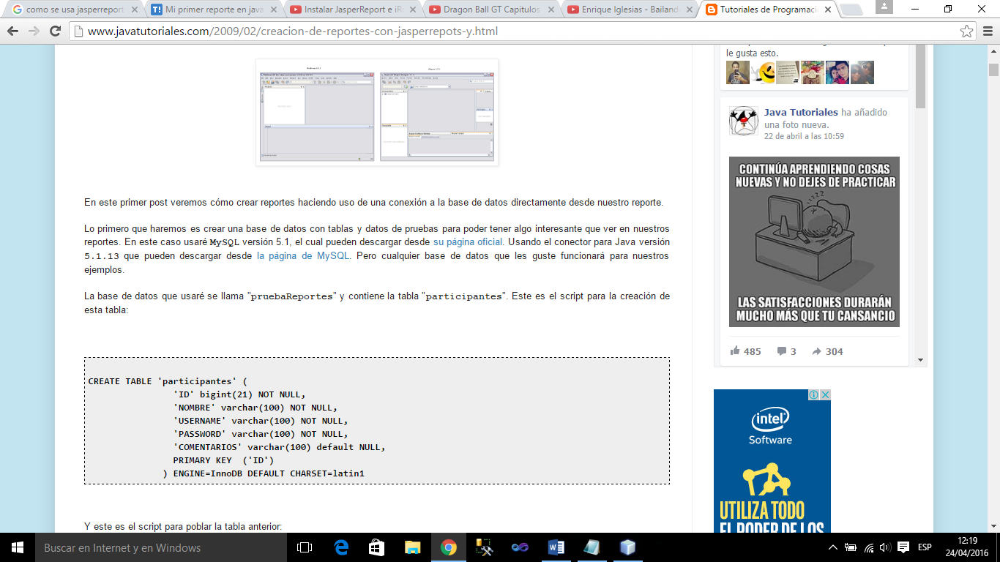 como se usa jasperreport
Mi primer reporte en java
Instalar JasperReport e iRe
Dragon Ball GT Capitulos
Enrique Iglesias - Bailand
Tutoriales de Programaci
www.javatutoriales.com/2009/02/creacion-de-reportes-con-jasperrepots-y.html
En este primer post veremos cómo crear reportes haciendo uso de una conexión a la base de datos directamente desde nuestro reporte.
Lo primero que haremos es crear una base de datos con tablas y datos de pruebas para poder tener algo interesante que ver en nuestros
reportes. En este caso usaré MySQL versión 5.1, el cual pueden descargar desde su página oficial. Usando el conector para Java versión
5.1.13 que pueden descargar desde la página de MySQL. Pero cualquier base de datos que les guste funcionará para nuestros
ejemplos.
La base de datos que usaré se llama "pruebaReportes" y contiene la tabla "participantes". Este es el script para la creación de
esta tabla:
CREATE TABLE 'participantes' (
'ID' bigint(21) NOT NULL,
'NOMBRE' varchar(100) NOT NULL,
'USERNAME' varchar(100) NOT NULL,
'PASSWORD' varchar(100) NOT NULL,
'COMENTARIOS' varchar(100) default NULL,
PRIMARY KEY ('ID')
) ENGINE=InnoDB DEFAULT CHARSET=latin1
Y este es el script para poblar la tabla anterior:
le gusta esto.
Java Tutoriales ha añadido
una foto nueva.
22 de abril a las 10:59
CONTINÚA APRENDIENDO COSAS
NUEVAS Y NO DEJES DE PRACTICAR
zzzzz
LAS SATISFACCIONES DURARÁN
MUCHO MÁS QUE TU CANSANCIO
485
3
304
intel
Software
UTILIZA TODO
EL PODER DE LOS
Buscar en Internet y en Windows
ESP
12:19
24/04/2016